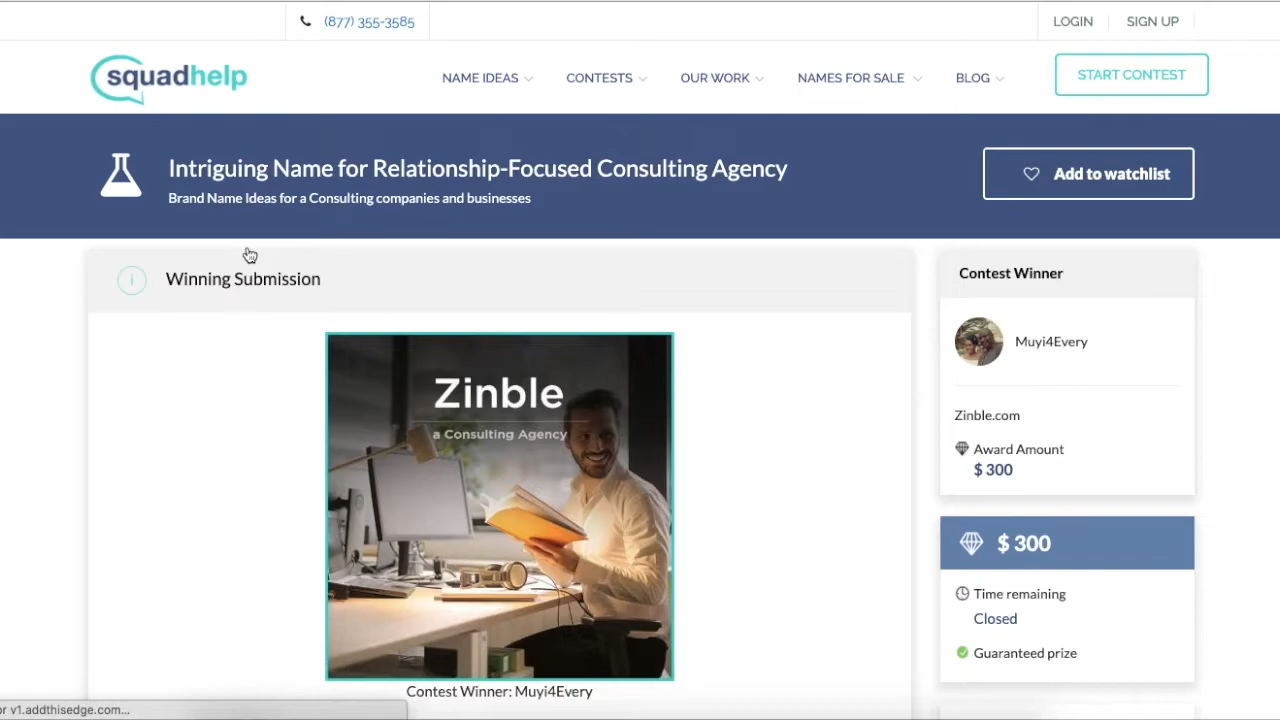 (877) 355-3585
LOGIN
SIGN UP
squadhelp
NAME IDEAS
CONTESTS
OUR WORK
NAMES FOR SALE
BLOG
START CONTEST
Intriguing Name for Relationship-Focused Consulting Agency
Brand Name Ideas for a Consulting companies and businesses
Add to watchlist
Winning Submission
Zinble
a Consulting Agency
Contest Winner: Muyi4Every
Contest Winner
Muyi4Every
Zinble.com
Award Amount
$ 300
$ 300
Time remaining
Closed
Guaranteed prize
or v1.addthisedge.com...